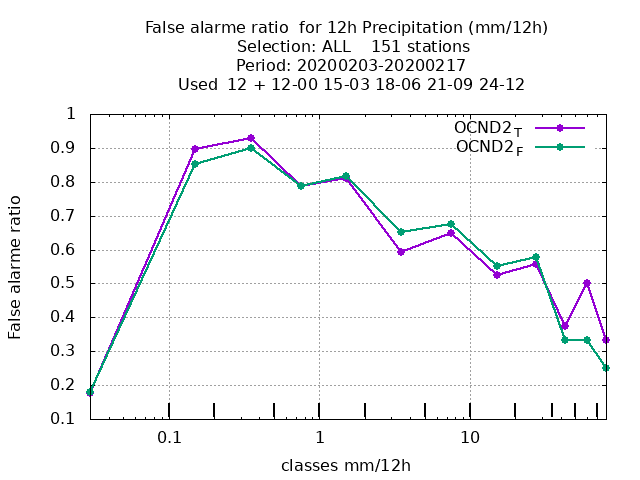 False alarme ratio  for 12h Precipitation (mm/12h)
Selection: ALL    151 stations
Period: 20200203-20200217
Used  12 + 12-00 15-03 18-06 21-09 24-12
OCND2T
OCND2F
1
0.9
0.8
0.7
0.6
0.5
0.4
0.3
0.2
0.1
False alarme ratio
0.1 1 10
classes mm/12h